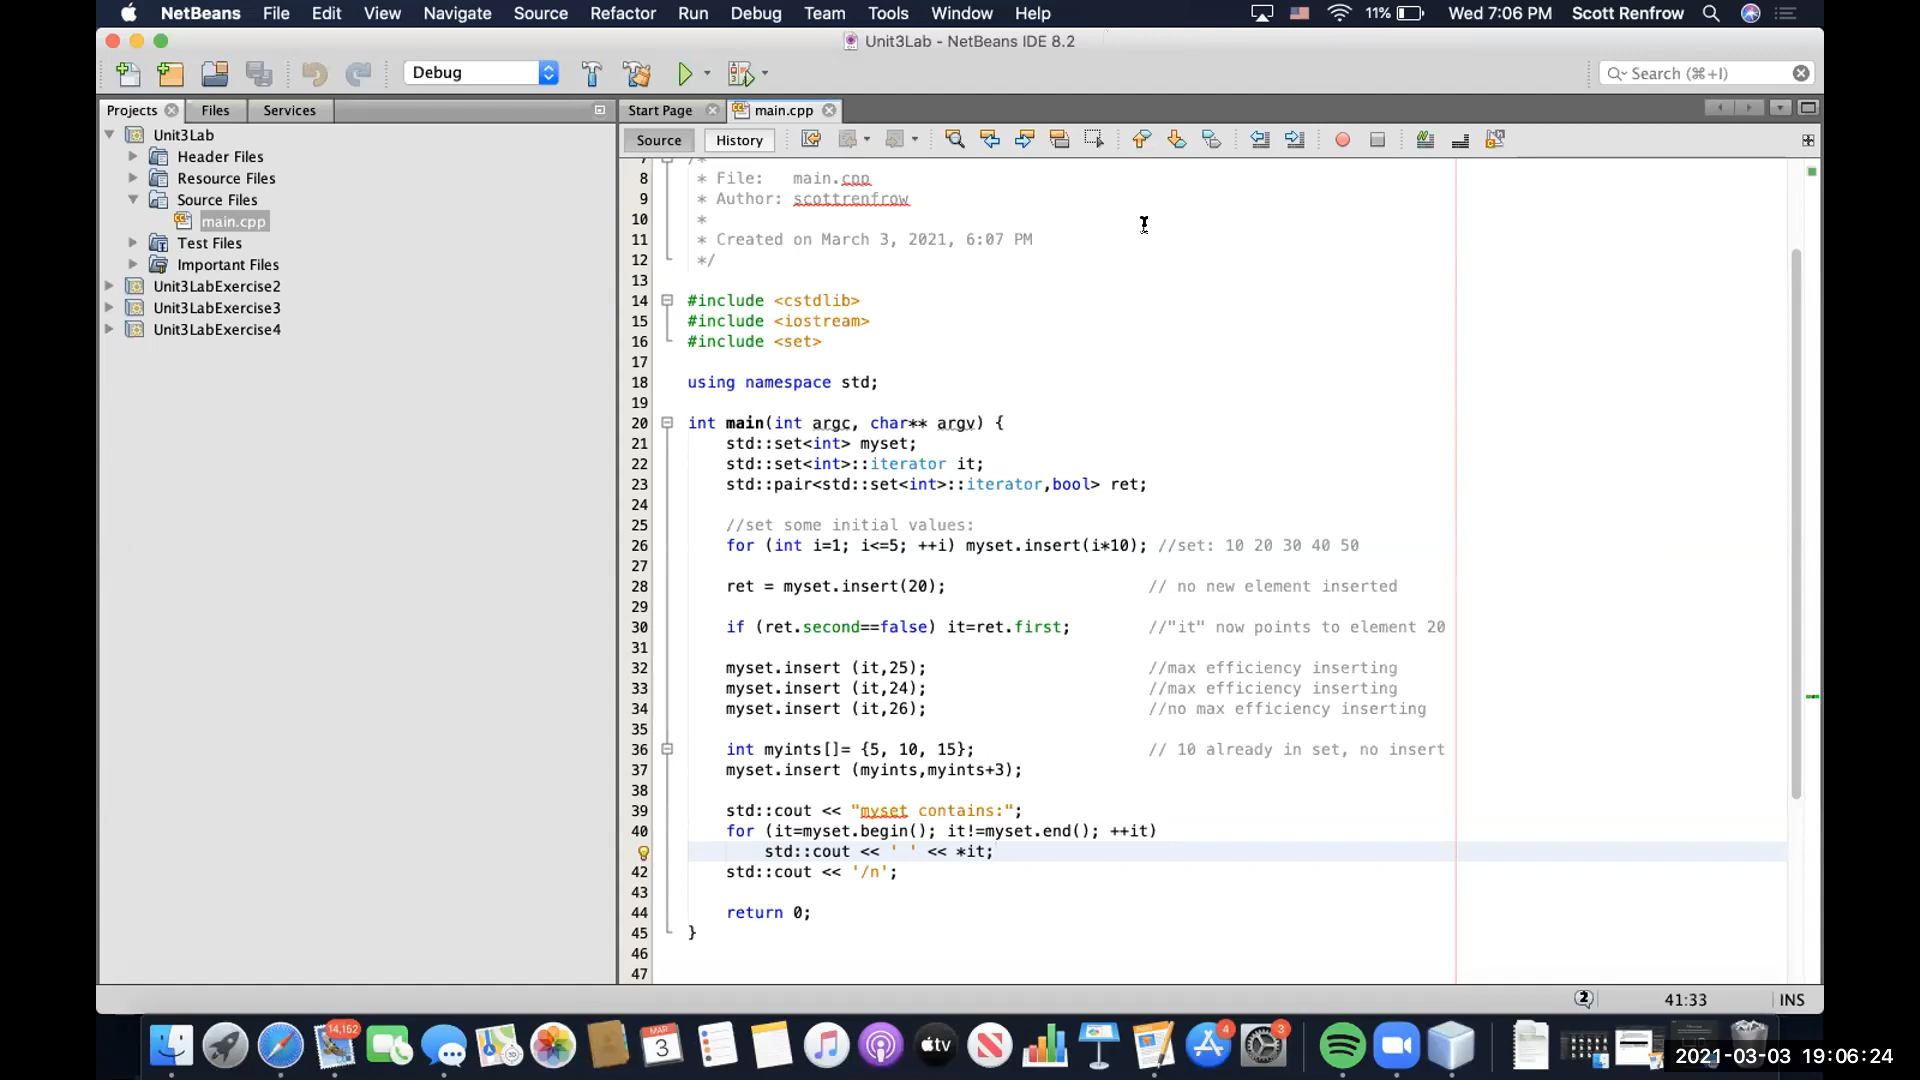 NetBeans File Edit View Navigate Source Refactor Run Debug Team Tools Window Help 11% Wed 7:06 PM Scott Renfrow
Unit3Lab - NetBeans IDE 8.2
Debug
Search (⌘+I)
Projects Files Services
Start Page main.cpp
Source History
Unit3Lab
Header Files
Resource Files
Source Files
main.cpp
Test Files
Important Files
Unit3LabExercise2
Unit3LabExercise3
Unit3LabExercise4
7 /*
8 * File:   main.cpp
9 * Author: scottrenfrow
10 *
11 * Created on March 3, 2021, 6:07 PM
12 */
13
14 #include <cstdlib>
15 #include <iostream>
16 #include <set>
17
18 using namespace std;
19
20 int main(int argc, char** argv) {
21     std::set<int> myset;
22     std::set<int>::iterator it;
23     std::pair<std::set<int>::iterator,bool> ret;
24
25     //set some initial values:
26     for (int i=1; i<=5; ++i) myset.insert(i*10); //set: 10 20 30 40 50
27
28     ret = myset.insert(20);                     // no new element inserted
29
30     if (ret.second==false) it=ret.first;        //"it" now points to element 20
31
32     myset.insert (it,25);                       //max efficiency inserting
33     myset.insert (it,24);                       //max efficiency inserting
34     myset.insert (it,26);                       //no max efficiency inserting
35
36     int myints[]= {5, 10, 15};                  // 10 already in set, no insert
37     myset.insert (myints,myints+3);
38
39     std::cout << "myset contains:";
40     for (it=myset.begin(); it!=myset.end(); ++it)
        std::cout << ' ' << *it;
42     std::cout << '/n';
43
44     return 0;
45 }
46
47
2 41:33 INS
14,152 MAR 3 tv 4 3
2021-03-03 19:06:24